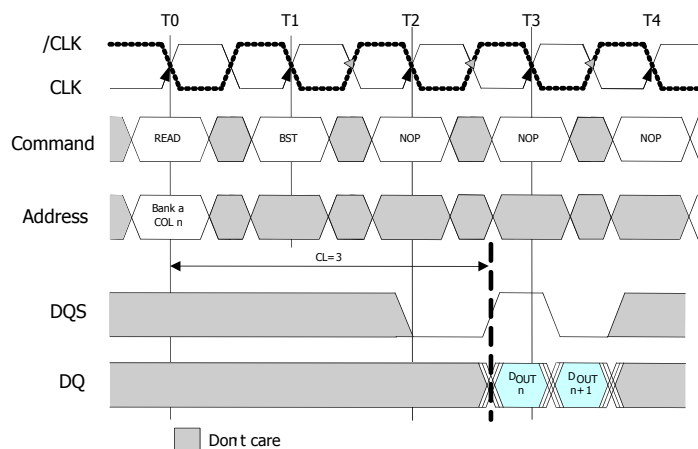 T0 T1 T2 T3 T4
/CLK
CLK
Command READ BST NOP NOP NOP
Address Bank a
COL n
CL=3
DQS
DQ DOUT n DOUT n+1
Don t care